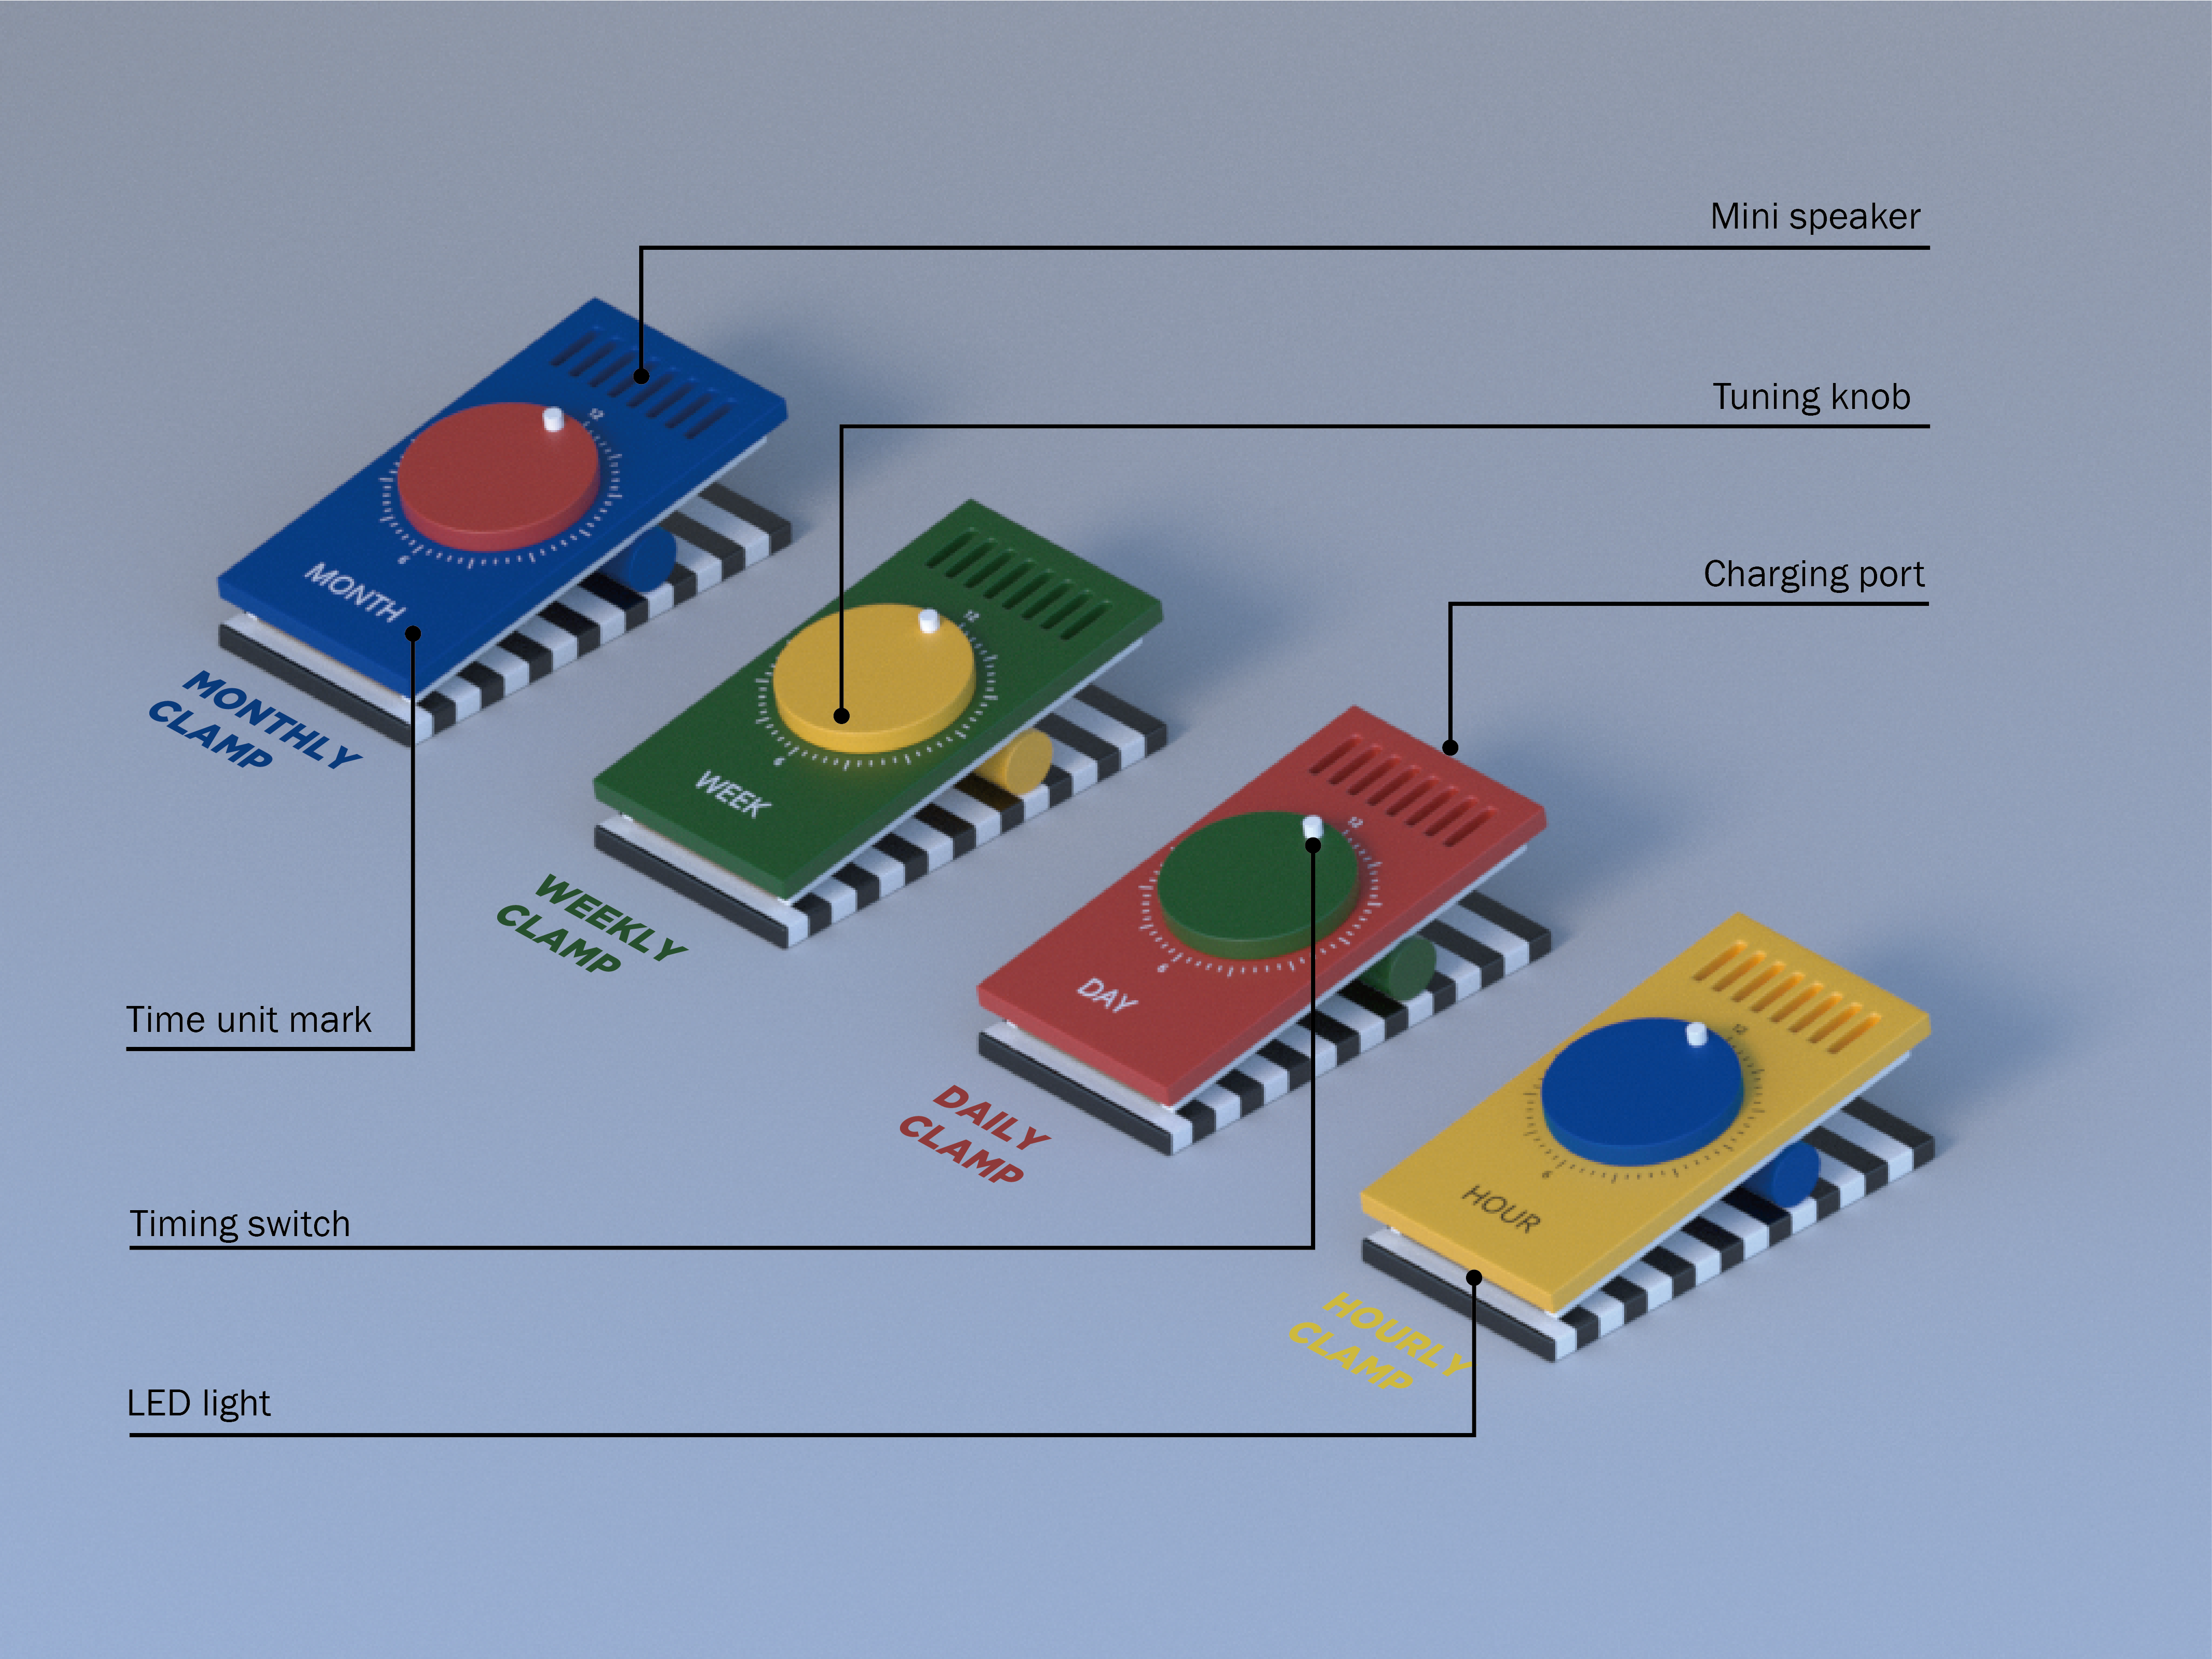 Mini speaker
Tuning knob
Charging port
12
6
MONTH
MONTHLY
CLAMP
12
6
WEEK
WEEKLY
CLAMP
12
6
DAY
DAILY
CLAMP
12
6
HOUR
HOURLY
CLAMP
Time unit mark
Timing switch
LED light